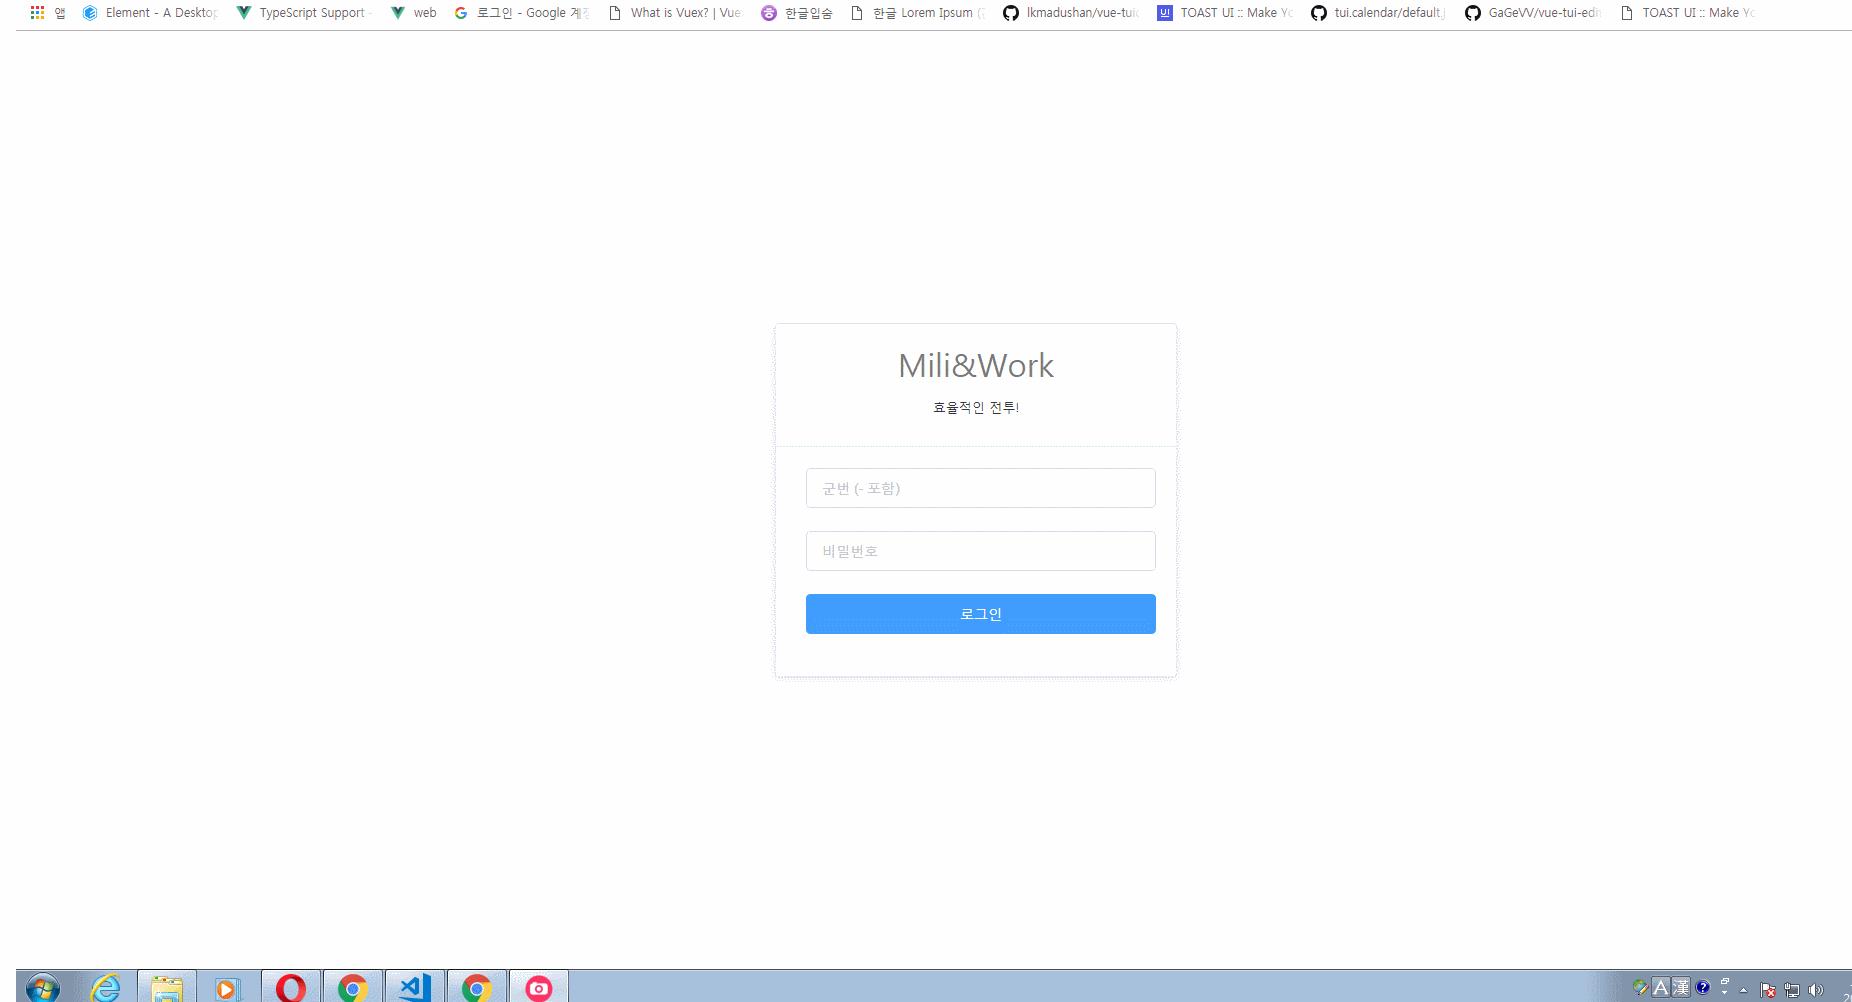 앱 Element - A Desktop TypeScript Support - web 로그인 - Google 계정 What is Vuex? | Vue 한글입숨 한글 Lorem Ipsum lkmadushan/vue-tuic TOAST UI :: Make Yo tui.calendar/default.j GaGeVV/vue-tui-edit TOAST UI :: Make Yo
Mili&Work
효율적인 전투!
군번 (- 포함)
비밀번호
로그인
A 漢